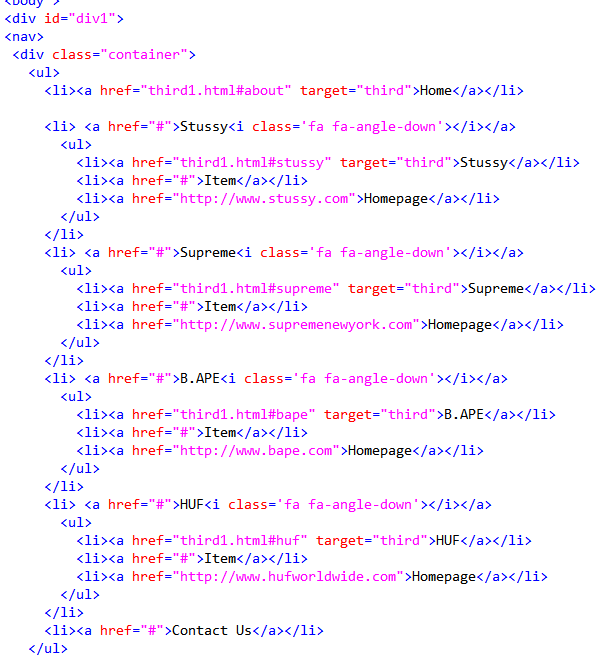 <body >
<div id="div1">
<nav>
<div class="container">
<ul>
<li><a href="third1.html#about" target="third">Home</a></li>
<li> <a href="#">Stussy<i class='fa fa-angle-down'></i></a>
<ul>
<li><a href="third1.html#stussy" target="third">Stussy</a></li>
<li><a href="#">Item</a></li>
<li><a href="http://www.stussy.com">Homepage</a></li>
</ul>
</li>
<li> <a href="#">Supreme<i class='fa fa-angle-down'></i></a>
<ul>
<li><a href="third1.html#supreme" target="third">Supreme</a></li>
<li><a href="#">Item</a></li>
<li><a href="http://www.supremenewyork.com">Homepage</a></li>
</ul>
</li>
<li> <a href="#">B.APE<i class='fa fa-angle-down'></i></a>
<ul>
<li><a href="third1.html#bape" target="third">B.APE</a></li>
<li><a href="#">Item</a></li>
<li><a href="http://www.bape.com">Homepage</a></li>
</ul>
</li>
<li> <a href="#">HUF<i class='fa fa-angle-down'></i></a>
<ul>
<li><a href="third1.html#huf" target="third">HUF</a></li>
<li><a href="#">Item</a></li>
<li><a href="http://www.hufworldwide.com">Homepage</a></li>
</ul>
</li>
<li><a href="#">Contact Us</a></li>
</ul>